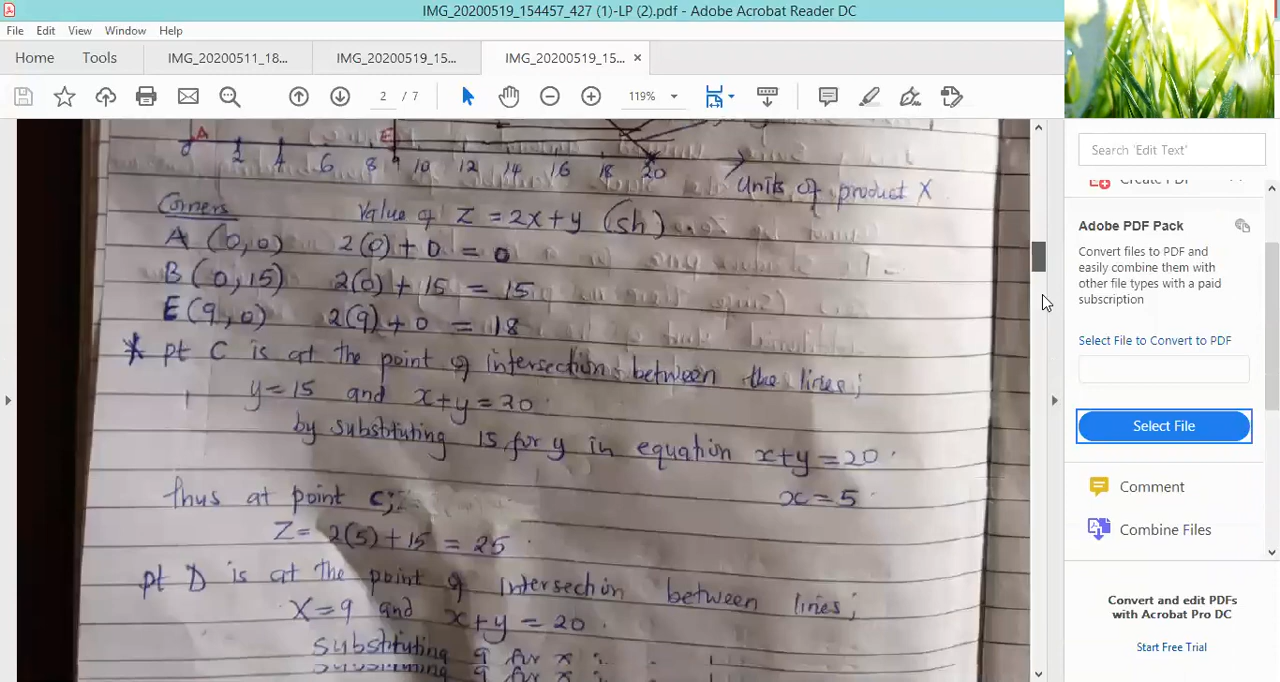 IMG_20200519_154457_427 (1)-LP (2).pdf - Adobe Acrobat Reader DC
File Edit View Window Help
Home Tools IMG_20200511_18... IMG_20200519_15... IMG_20200519_15... ×
2 / 7 119%
A E
2 4 6 8 9 10 12 14 16 18 20
Units of product X
Corners Value of Z = 2x+y (sh)
A (0,0) 2(0) + 0 = 0
B (0,15) 2(0) + 15 = 15
E (9,0) 2(9) + 0 = 18
* pt C is at the point of intersections between the lines;
y=15 and x+y=20.
by substituting 15 for y in equation x+y=20.
x=5.
Thus at point C;
Z= 2(5)+15 = 25
pt D is at the point of intersection between lines;
X=9 and x+y=20.
substituting 9 for x
Search 'Edit Text'
Create PDF
Adobe PDF Pack
Convert files to PDF and
easily combine them with
other file types with a paid
subscription
Select File to Convert to PDF
Select File
Comment
Combine Files
Convert and edit PDFs
with Acrobat Pro DC
Start Free Trial